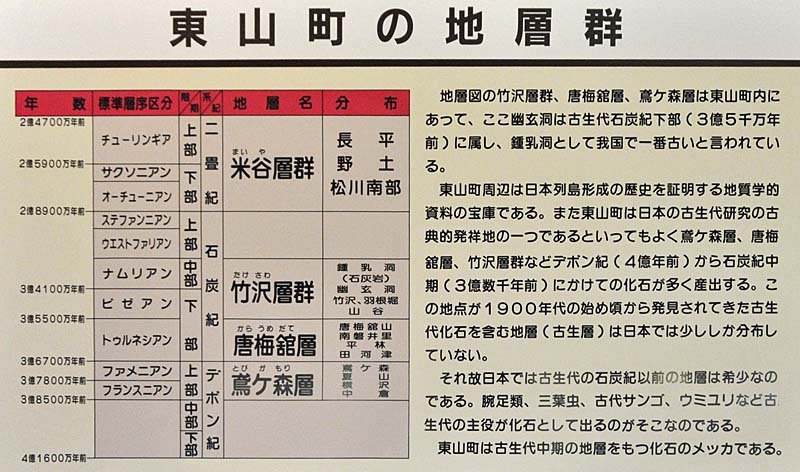 東山町の地層群
年数 標準層序区分 階/期 系/紀 地層名 分布
2億4700万年前
チューリンギア 上部 二畳紀 米谷層群 まいや 長平 野土 松川南部
2億5900万年前
サクソニアン 下部
オーチューニアン
2億8900万年前
ステファンニアン 上部 石炭紀
ウエストファリアン
ナムリアン 中部 竹沢層群 たけさわ 鍾乳洞 (石灰岩) 幽玄洞 竹沢、羽根堀 山谷
3億4100万年前
ビゼアン 下部
3億5500万年前
トゥルネシアン 唐梅舘層 からうめだて 唐梅舘山 南磐井里 平林 田河津
3億6700万年前
ファメニアン 上部 デボン紀 鳶ケ森層 とびがもり 鳶ケ森 夏山 横沢 中倉
3億7800万年前
フランスニアン
3億8500万年前
中部
下部
4億1600万年前
地層図の竹沢層群、唐梅舘層、鳶ケ森層は東山町内に
あって、ここ幽玄洞は古生代石炭紀下部(3億5千万年
前)に属し、鍾乳洞として我国で一番古いと言われてい
る。
東山町周辺は日本列島形成の歴史を証明する地質学的
資料の宝庫である。また東山町は日本の古生代研究の古
典的発祥地の一つであるといってもよく鳶ケ森層、唐梅
舘層、竹沢層群などデボン紀(4億年前)から石炭紀中
期(3億数千年前)にかけての化石が多く産出する。こ
の地点が1900年代の始め頃から発見されてきた古生
代化石を含む地層(古生層)は日本では少ししか分布し
ていない。
それ故日本では古生代の石炭紀以前の地層は希少なの
である。腕足類、三葉虫、古代サンゴ、ウミユリなど古
生代の主役が化石として出るのがそこなのである。
東山町は古生代中期の地層をもつ化石のメッカである。